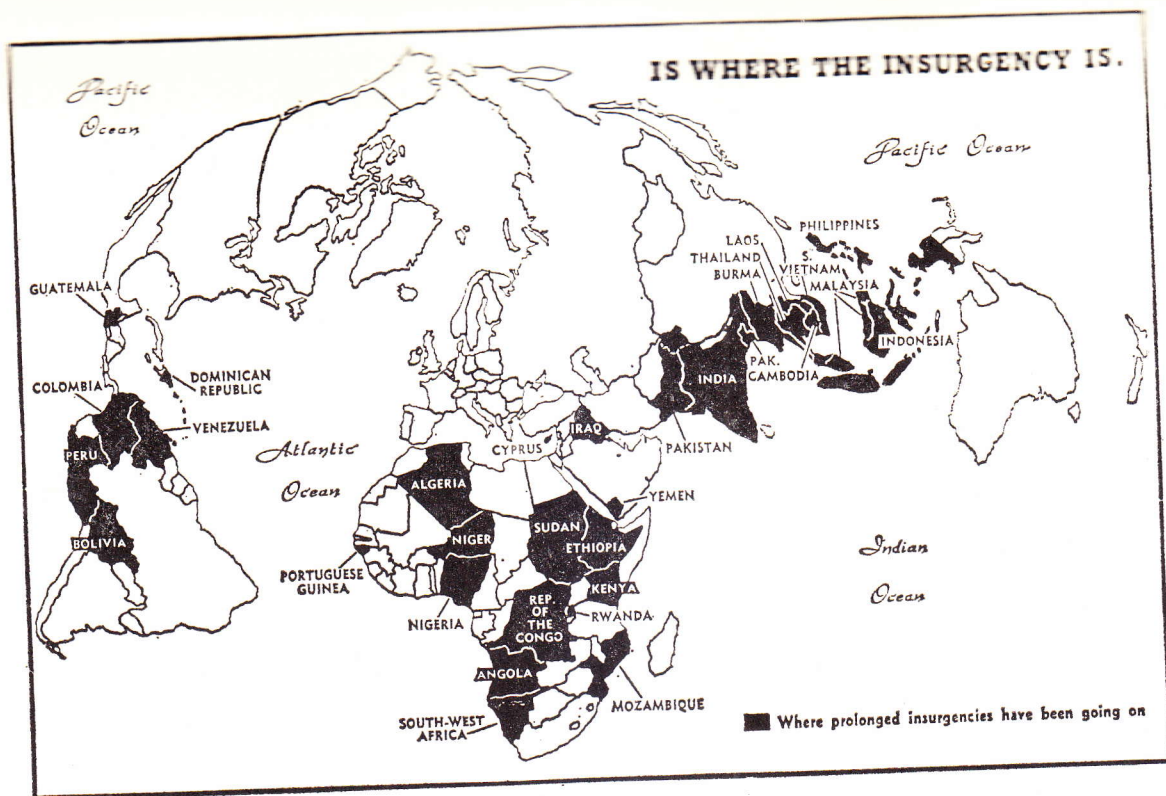 IS WHERE THE INSURGENCY IS.
Pacific
Ocean
Pacific Ocean
PHILIPPINES
LAOS
THAILAND
BURMA
S.
VIETNAM
MALAYSIA
GUATEMALA
INDONESIA
PAK.
CAMBODIA
INDIA
DOMINICAN
REPUBLIC
COLOMBIA
VENEZUELA
IRAQ
CYPRUS
PAKISTAN
PERU
Atlantic
Ocean
ALGERIA
YEMEN
SUDAN
NIGER
ETHIOPIA
BOLIVIA
Indian
Ocean
PORTUGUESE
GUINEA
KENYA
NIGERIA
REP.
OF
THE
CONGO
RWANDA
ANGOLA
MOZAMBIQUE
SOUTH-WEST
AFRICA
Where prolonged insurgencies have been going on